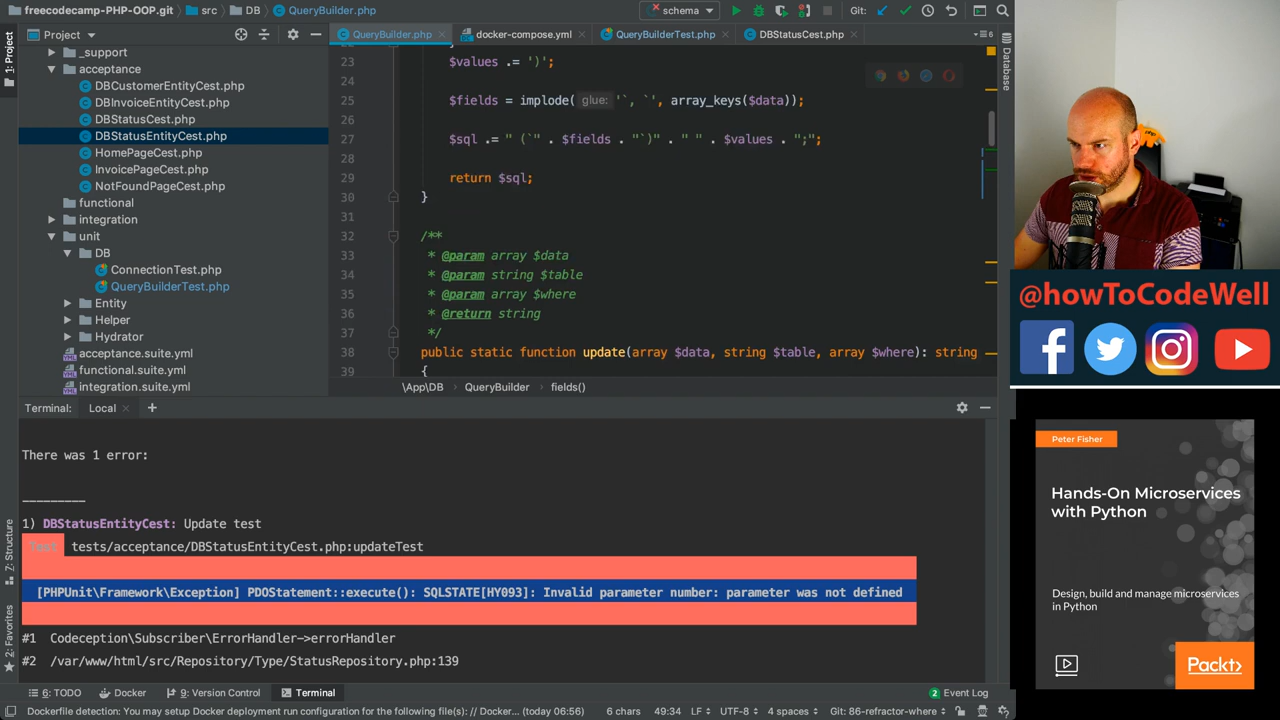 freecodecamp-PHP-OOP.git src DB QueryBuilder.php schema Git:
Project QueryBuilder.php docker-compose.yml QueryBuilderTest.php DBStatusCest.php
1: Project
Database
_support
acceptance
DBCustomerEntityCest.php
DBInvoiceEntityCest.php
DBStatusCest.php
DBStatusEntityCest.php
HomePageCest.php
InvoicePageCest.php
NotFoundPageCest.php
functional
integration
unit
DB
ConnectionTest.php
QueryBuilderTest.php
Entity
Helper
Hydrator
acceptance.suite.yml
functional.suite.yml
integration.suite.yml
23 $values .= ')';
24
25 $fields = implode( glue: '`, `', array_keys($data));
26
27 $sql .= " (`" . $fields . "`)" . " " . $values . ";";
28
29 return $sql;
30 }
31
32 /**
33 * @param array $data
34 * @param string $table
35 * @param array $where
36 * @return string
37 */
38 public static function update(array $data, string $table, array $where): string
39 {
\App\DB QueryBuilder fields()
Terminal: Local +
There was 1 error:
---------
1) DBStatusEntityCest: Update test
Test tests/acceptance/DBStatusEntityCest.php:updateTest
[PHPUnit\Framework\Exception] PDOStatement::execute(): SQLSTATE[HY093]: Invalid parameter number: parameter was not defined
#1 Codeception\Subscriber\ErrorHandler->errorHandler
#2 /var/www/html/src/Repository/Type/StatusRepository.php:139
7: Structure
2: Favorites
6: TODO Docker 9: Version Control Terminal 2 Event Log
Dockerfile detection: You may setup Docker deployment run configuration for the following file(s): // Docker... (today 06:56) 6 chars 49:34 LF UTF-8 4 spaces Git: 86-refractor-where
@howToCodeWell
Peter Fisher
Hands-On Microservices
with Python
Design, build and manage microservices
in Python
Packt>